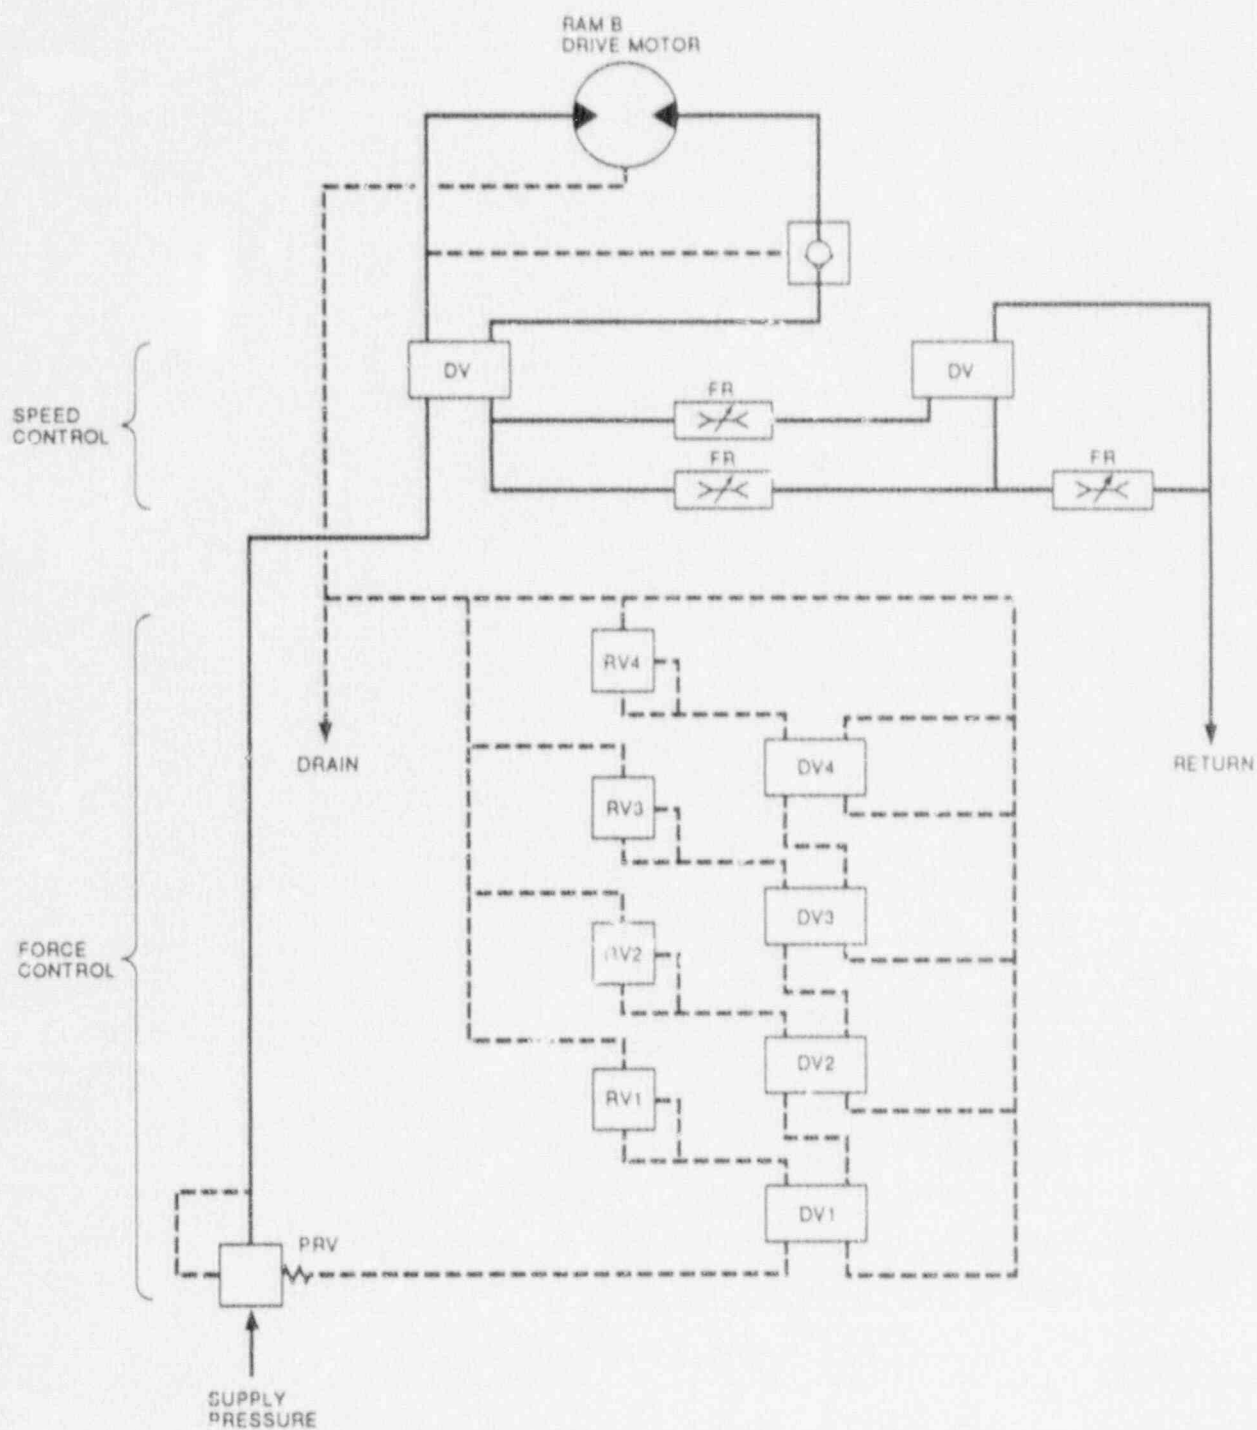 RAM B
DRIVE MOTOR
DV
DV
FR
SPEED
CONTROL
FR
FR
RV4
DRAIN
DV4
RETURN
RV3
DV3
FORCE
CONTROL
RV2
DV2
RV1
DV1
PRV
SUPPLY
PRESSURE